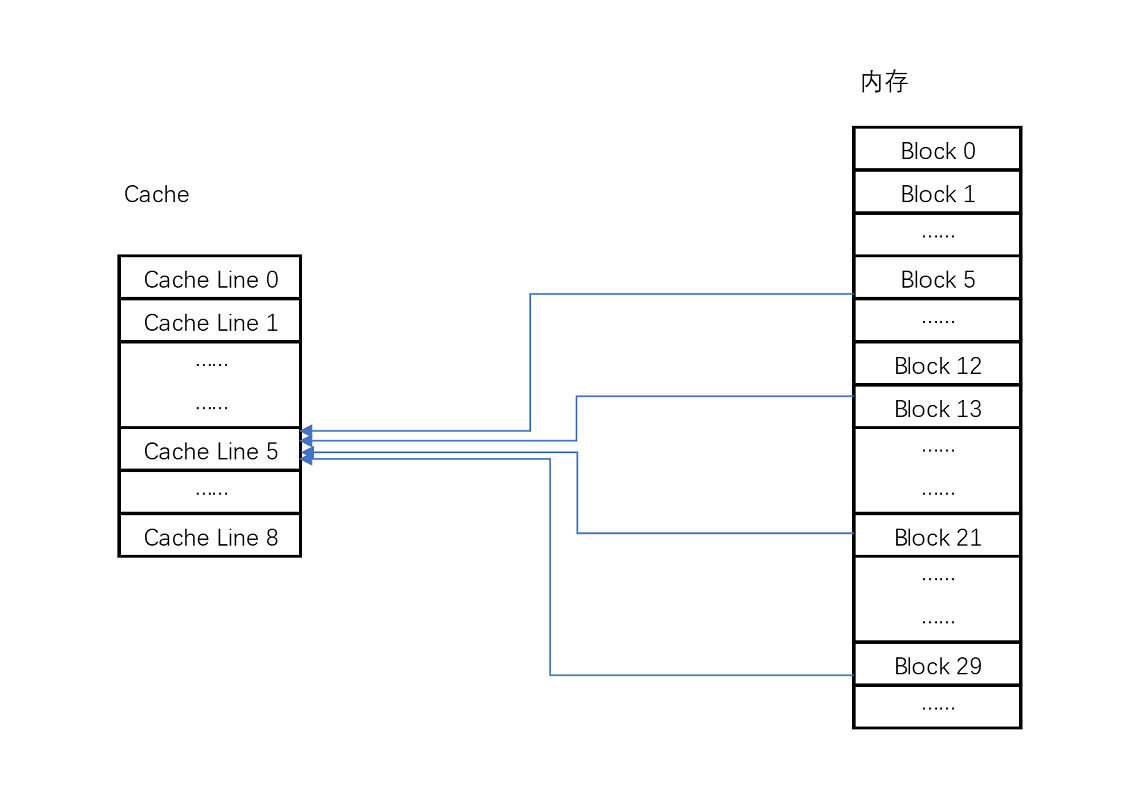 内存
Block 0
Block 1
......
Block 5
......
Block 12
Block 13
......
......
Block 21
......
......
Block 29
......
Cache
Cache Line 0
Cache Line 1
......
......
Cache Line 5
......
Cache Line 8